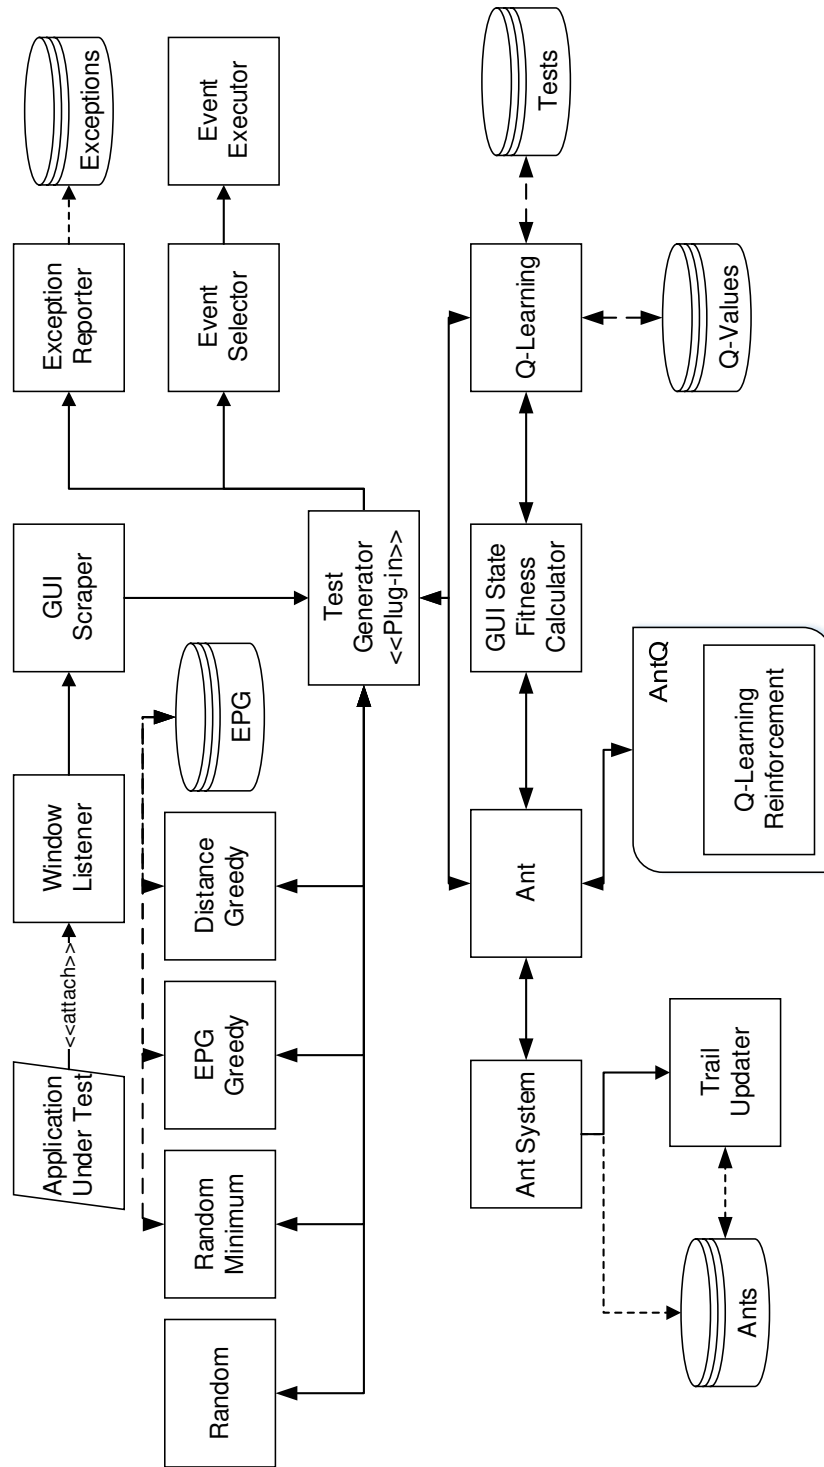 Application
Under Test
<<attach>>
Window
Listener
GUI
Scraper
Exception
Reporter
Exceptions
Random
Random
Minimum
EPG
Greedy
Distance
Greedy
EPG
Event
Selector
Event
Executor
Test
Generator
<<Plug-in>>
Ant System
Ant
GUI State
Fitness
Calculator
Q-Learning
Tests
Ants
Trail
Updater
AntQ
Q-Learning
Reinforcement
Q-Values